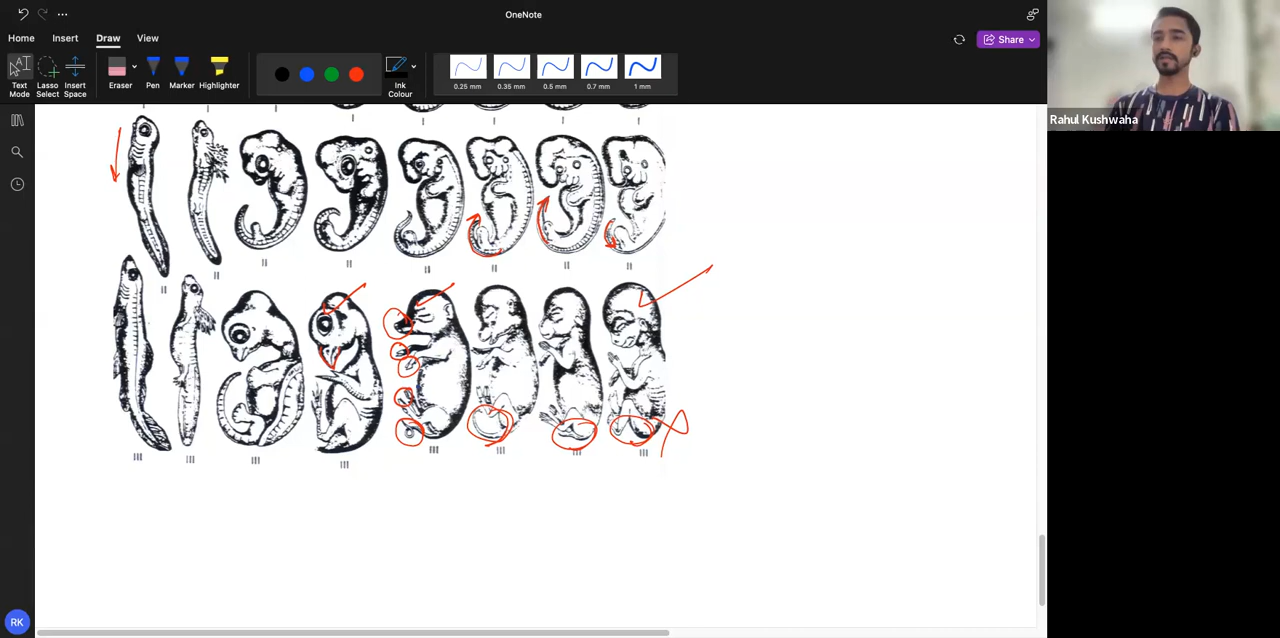 OneNote
Home Insert Draw View
Share
Rahul Kushwaha
Text Mode
Lasso Select
Insert Space
Eraser
Pen
Marker
Highlighter
Ink Colour
0.25 mm
0.35 mm
0.5 mm
0.7 mm
1 mm
I I I I I I I
II II II II II II II II
III III III III III III III III
RK